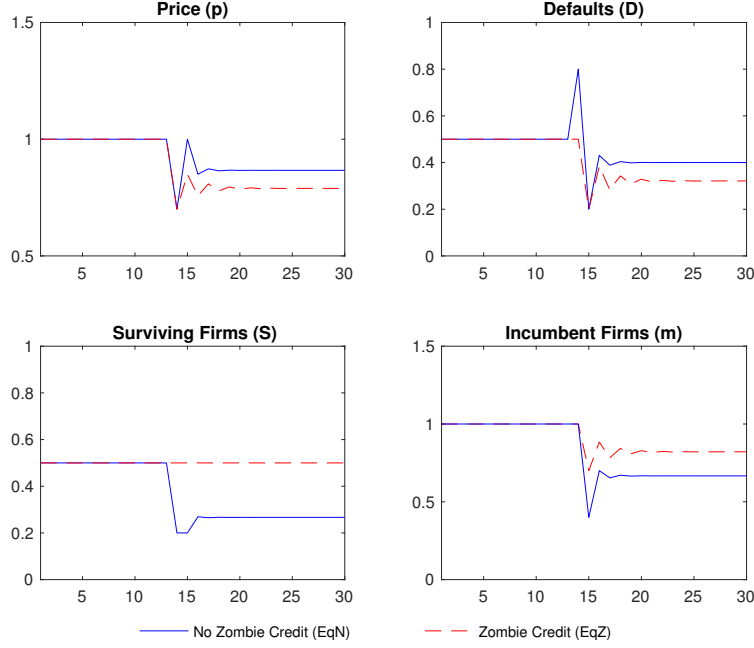 Price (p)
1.5
1
0.5
5 10 15 20 25 30
Defaults (D)
1
0.8
0.6
0.4
0.2
0
5 10 15 20 25 30
Surviving Firms (S)
1
0.8
0.6
0.4
0.2
0
5 10 15 20 25 30
Incumbent Firms (m)
1.5
1
0.5
0
5 10 15 20 25 30
No Zombie Credit (EqN)
Zombie Credit (EqZ)